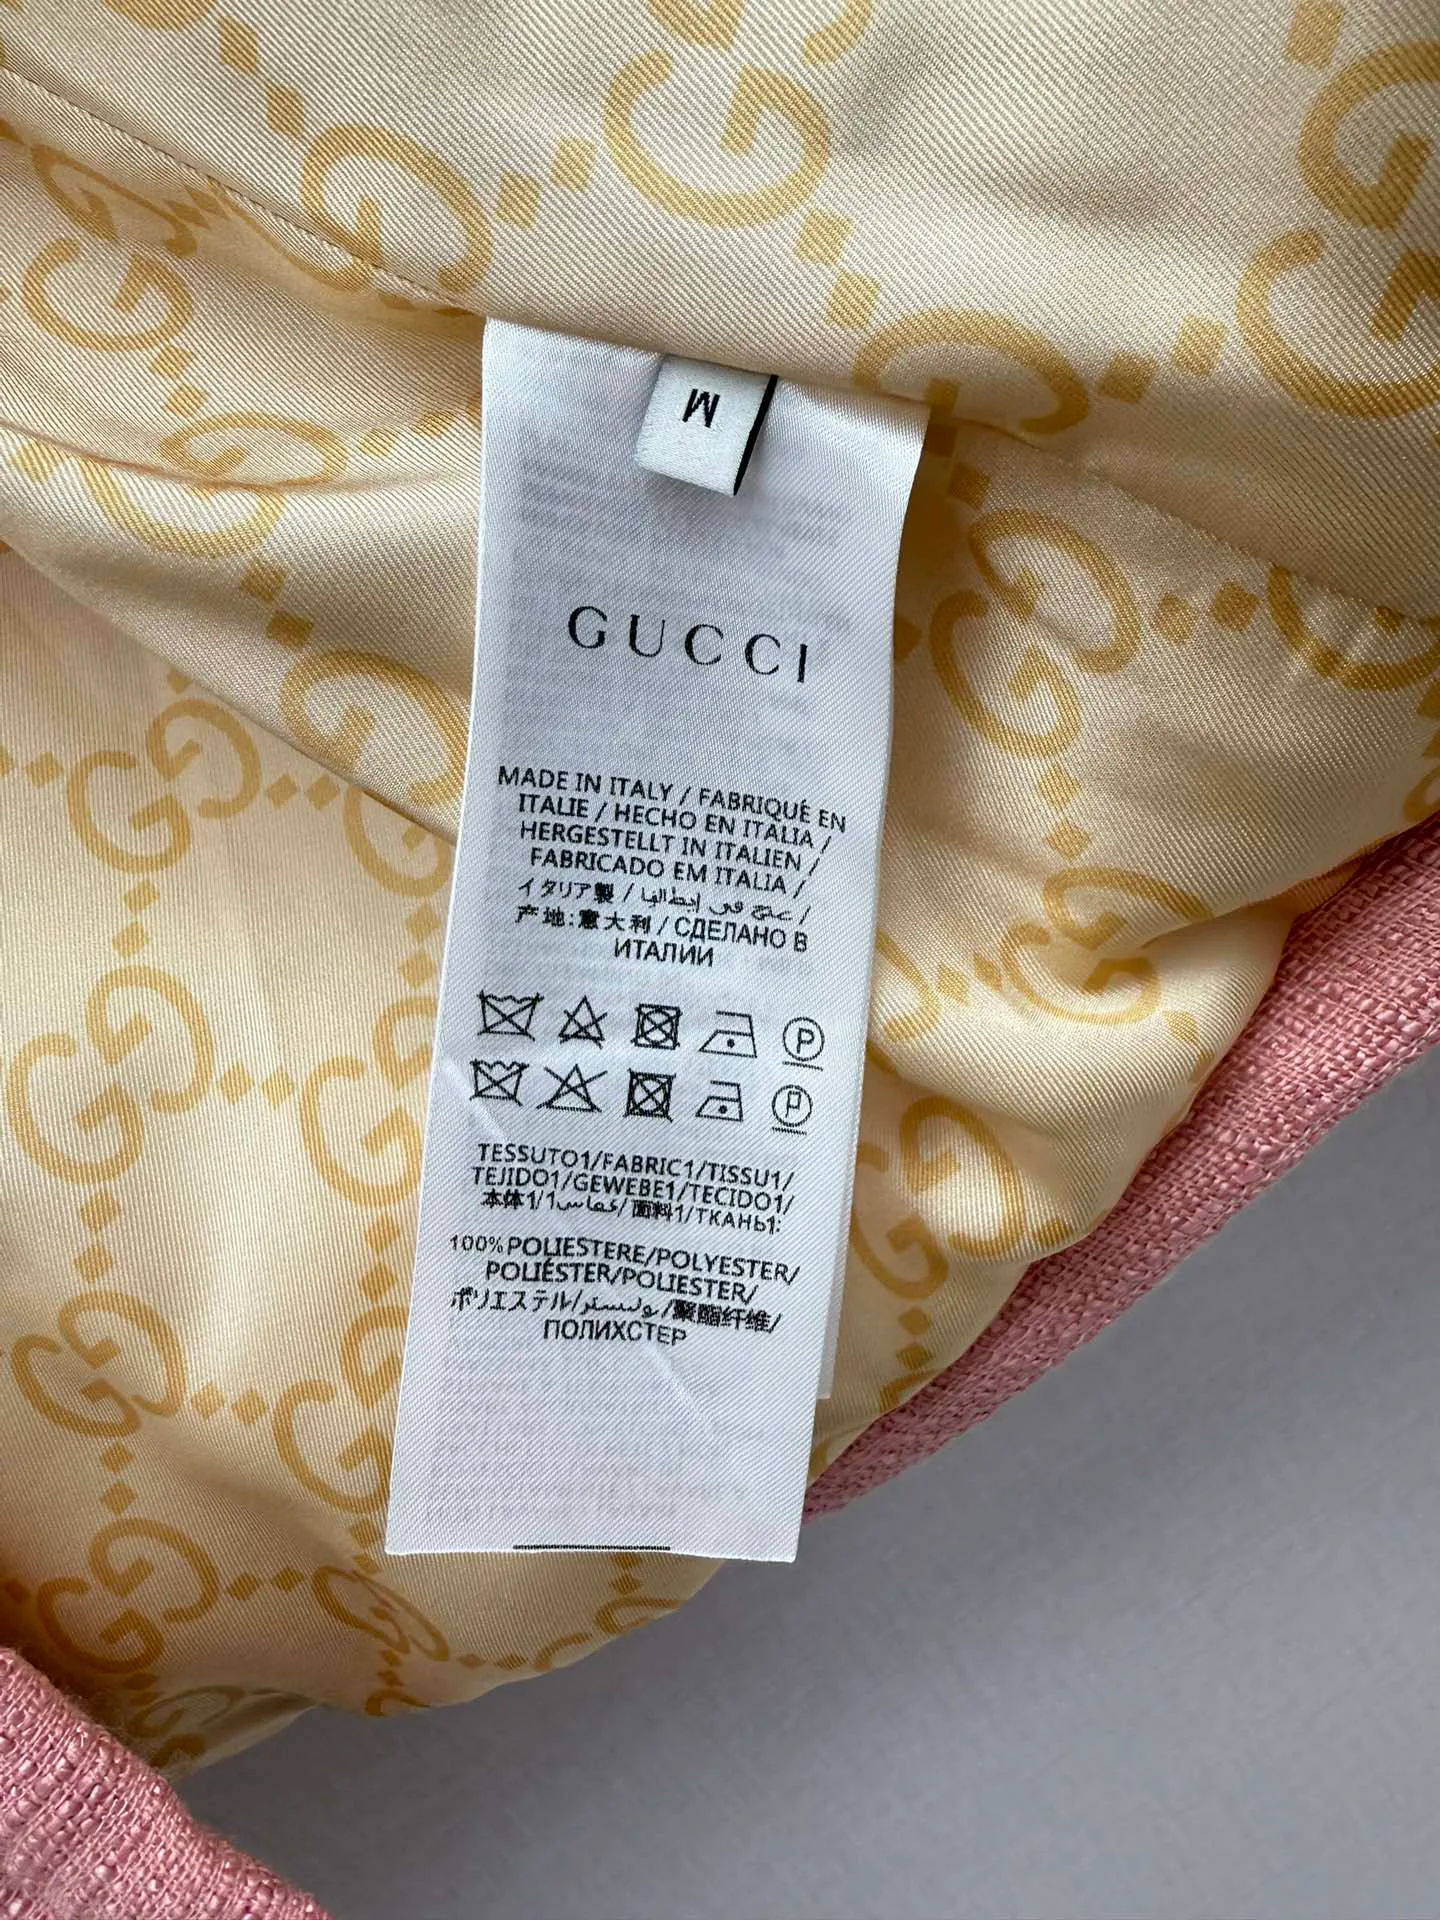 M
GUCCI
MADE IN ITALY / FABRIQUÉ EN
ITALIE / HECHO EN ITALIA /
HERGESTELLT IN ITALIEN /
FABRICADO EM ITALIA /
イタリア製 / صنع في إيطاليا /
产地:意大利 / СДЕЛАНО В
ИТАЛИИ
P
P
TESSUTO1/FABRIC1/TISSU1/
TEJIDO1/GEWEBE1/TECIDO1/
本体1/قماش1/面料1/ТКАНЬ1:
100%POLIESTERE/POLYESTER/
POLIÉSTER/POLIESTER/
ポリエステル/بوليستر/聚酯纤维/
ПОЛИХСТЕР